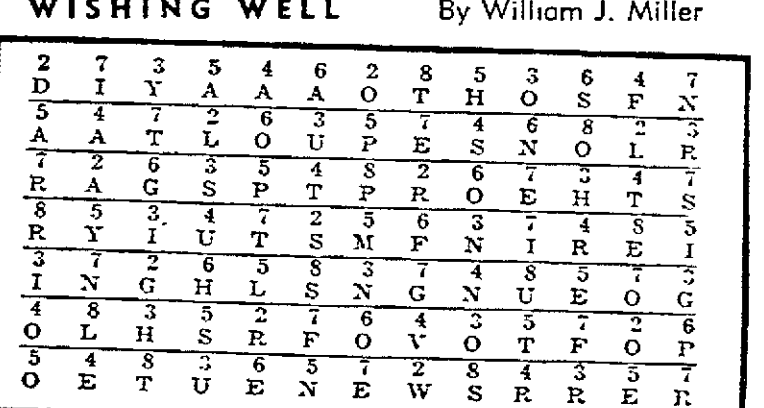 WISHING WELL By William J. Miller
2 7 3 5 4 6 2 8 5 3 6 4 7
D I Y A A A O T H O S F N
5 4 7 2 6 3 5 7 4 6 8 2 3
A A T L O U P E S N O L R
7 2 6 3 5 4 8 2 6 7 3 4 7
R A G S P T P R O E H T S
8 5 3 4 7 2 5 6 3 7 4 8 5
R Y I U T S M F N I R E I
3 7 2 6 5 8 3 7 4 8 5 7 3
I N G H L S N G N U E O G
4 8 3 5 2 7 6 4 3 5 7 2 6
O L H S R F O V O T F O P
5 4 8 3 6 5 7 2 8 4 3 5 7
O E T U E N E W S R R E R